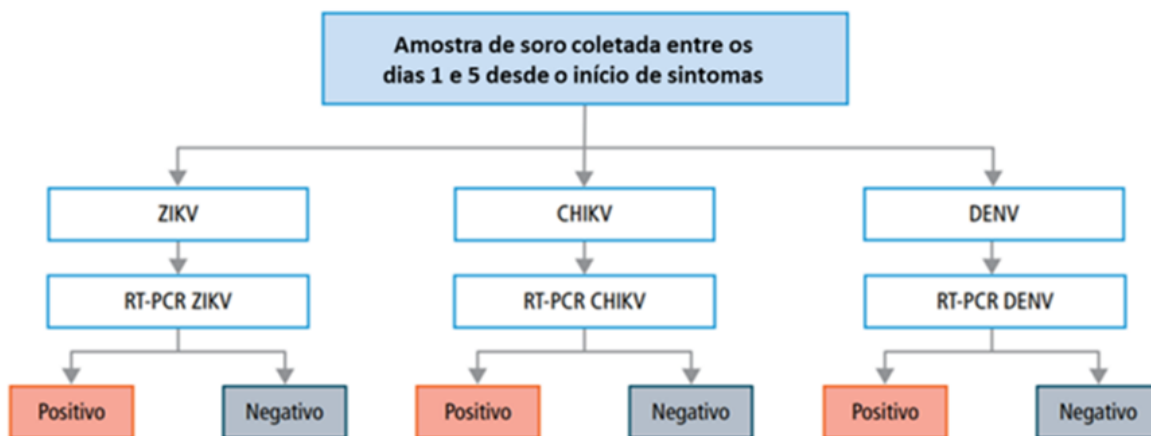 Amostra de soro coletada entre os
dias 1 e 5 desde o início de sintomas
ZIKV
CHIKV
DENV
RT-PCR ZIKV
RT-PCR CHIKV
RT-PCR DENV
Positivo
Negativo
Positivo
Negativo
Positivo
Negativo